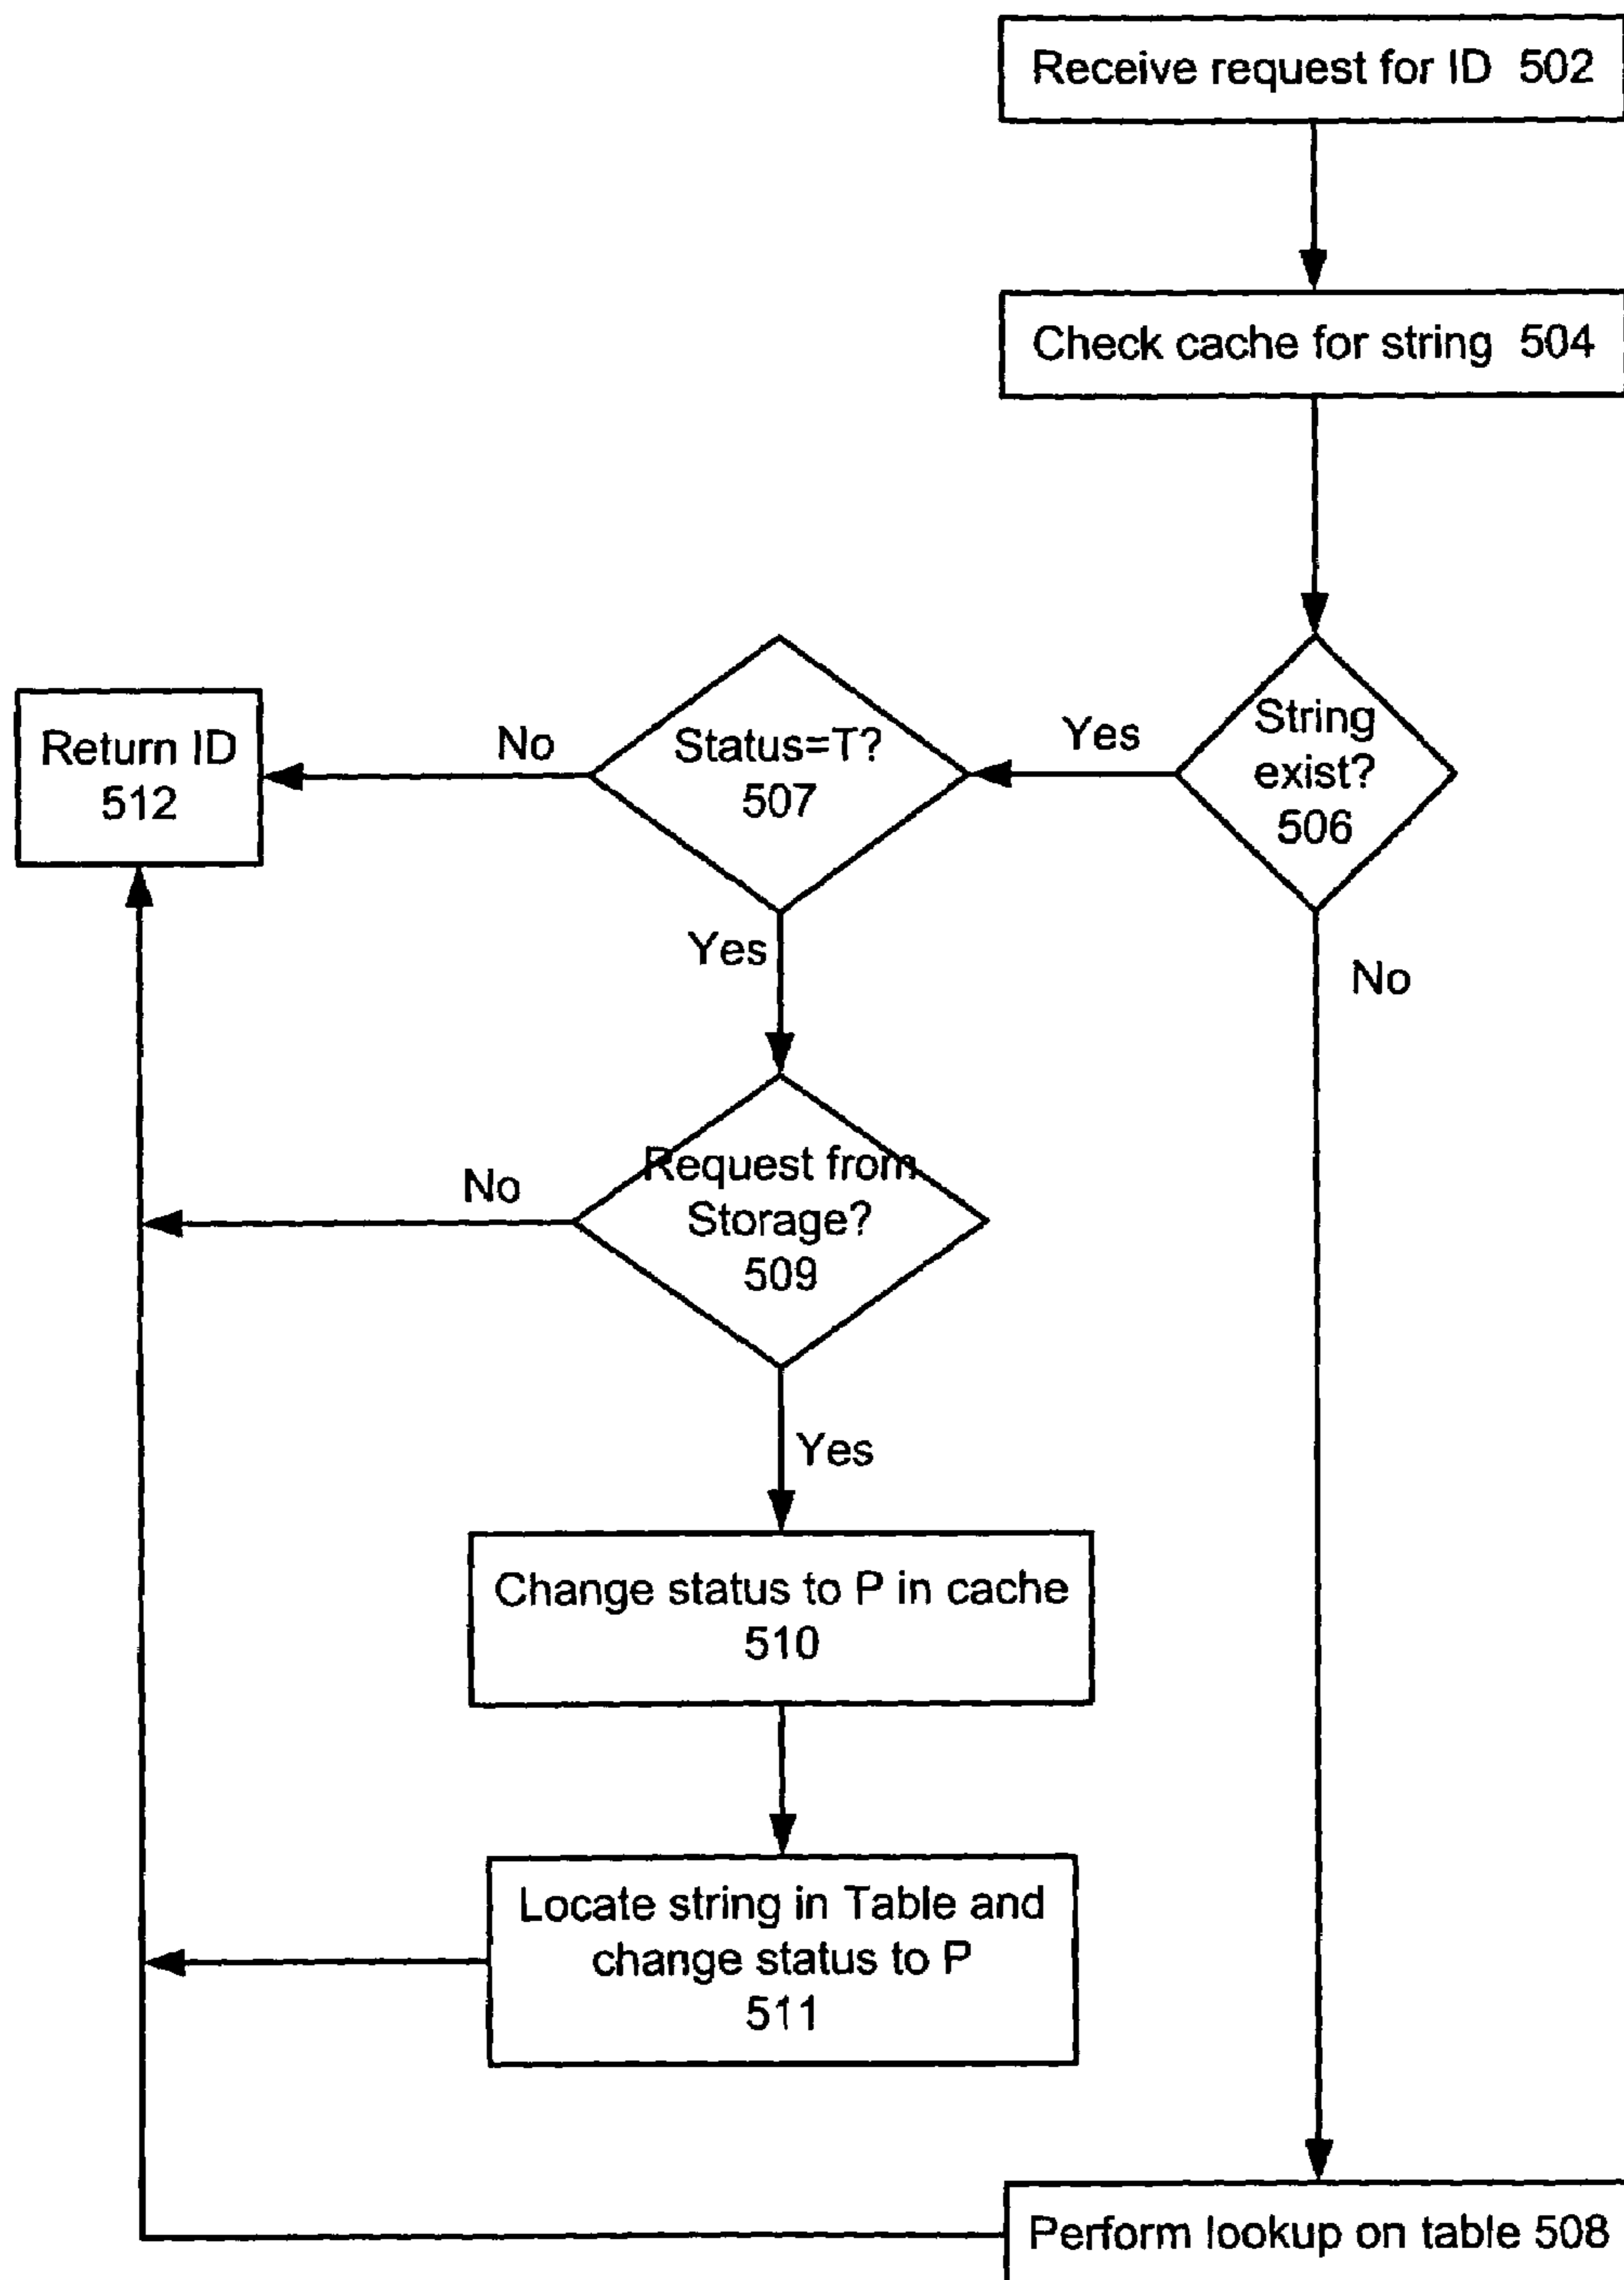 Receive request for ID 502
Check cache for string 504
String
exist?
506
Yes
No
Status=T?
507
No
Yes
Return ID
512
Request from
Storage?
509
No
Yes
Change status to P in cache
510
Locate string in Table and
change status to P
511
Perform lookup on table 508